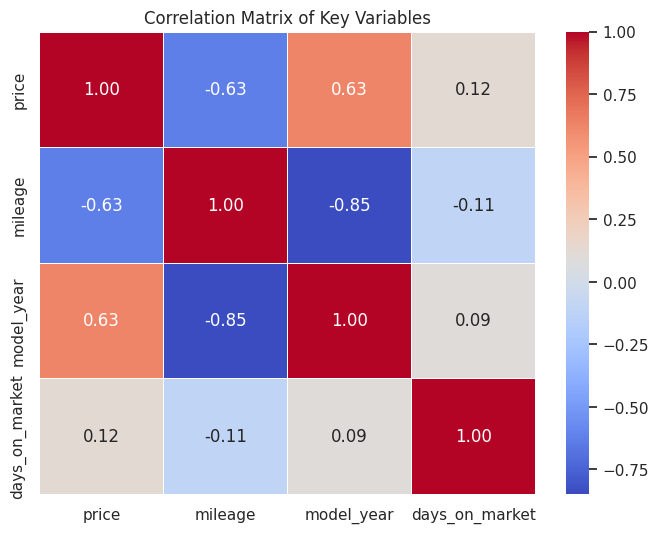 Correlation Matrix of Key Variables
price 1.00 -0.63 0.63 0.12
mileage -0.63 1.00 -0.85 -0.11
model_year 0.63 -0.85 1.00 0.09
days_on_market 0.12 -0.11 0.09 1.00
price mileage model_year days_on_market
1.00
0.75
0.50
0.25
0.00
−0.25
−0.50
−0.75